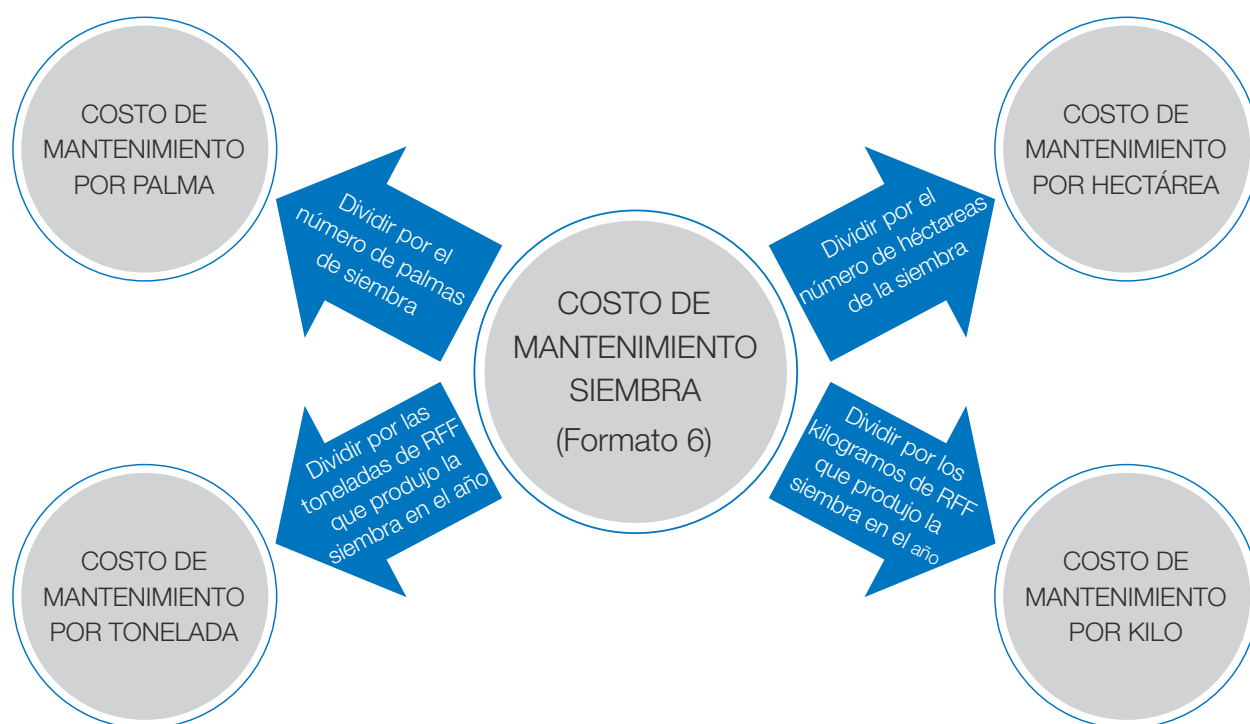 COSTO DE
MANTENIMIENTO
POR PALMA
Dividir por el
número de palmas
de siembra
COSTO DE
MANTENIMIENTO
SIEMBRA
(Formato 6)
Dividir por el
número de héctareas
de la siembra
COSTO DE
MANTENIMIENTO
POR HECTÁREA
Dividir por las
toneladas de RFF
que produjo la
siembra en el año
COSTO DE
MANTENIMIENTO
POR TONELADA
Dividir por los
kilogramos de RFF
que produjo la
siembra en el año
COSTO DE
MANTENIMIENTO
POR KILO